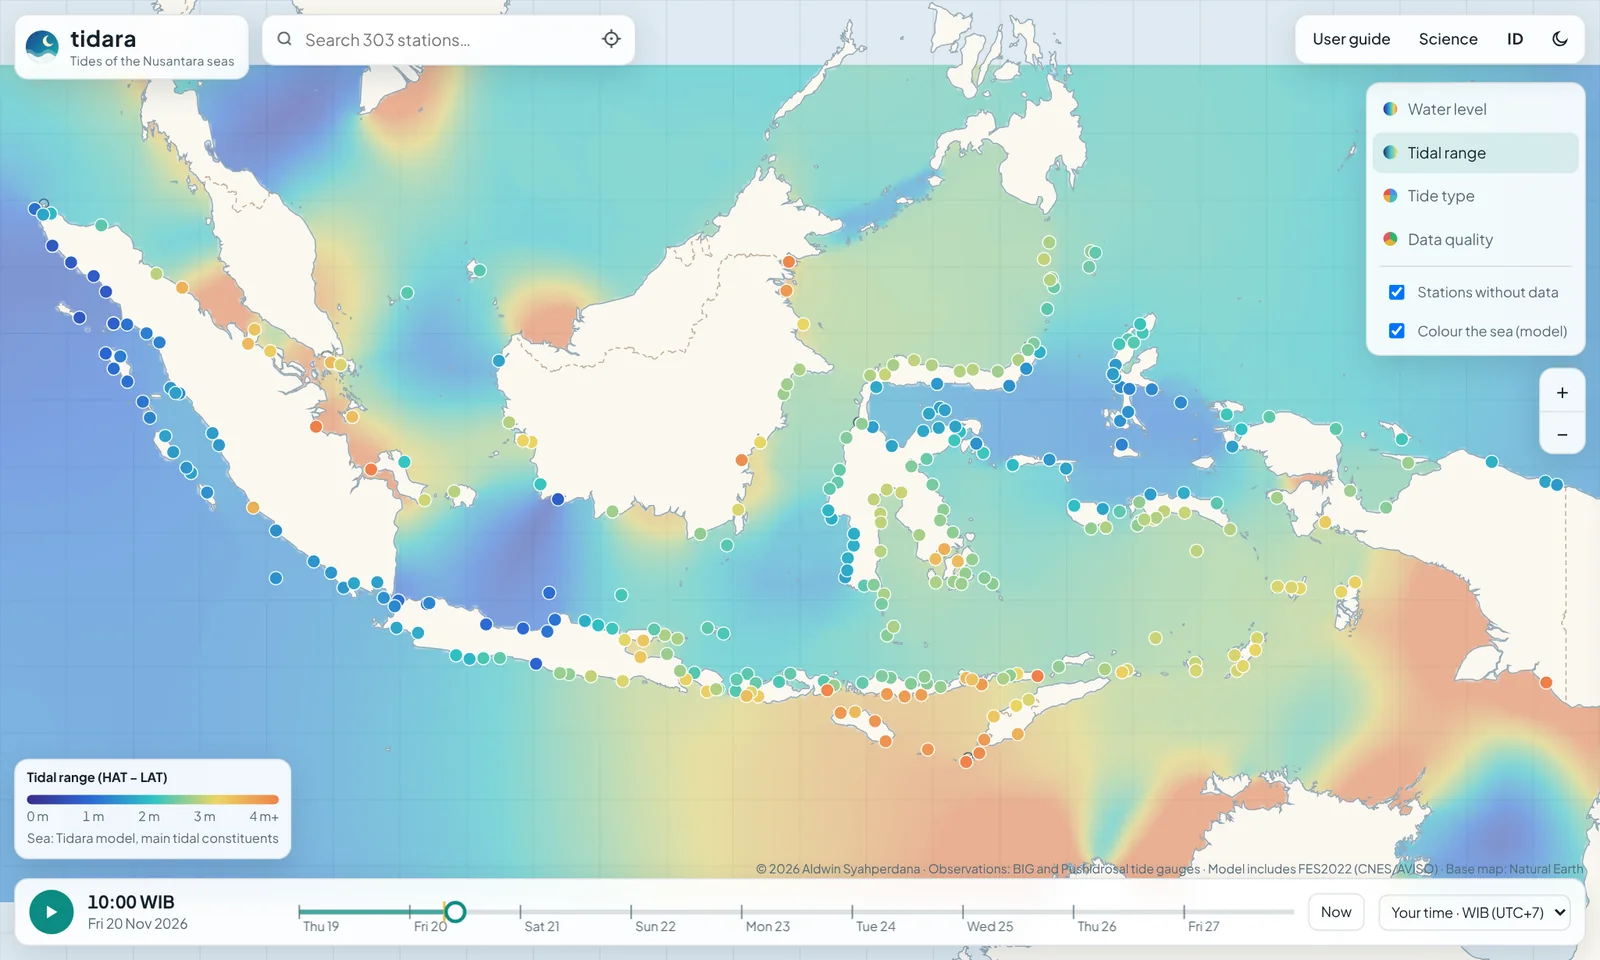 tidara
Tides of the Nusantara seas
Search 303 stations...
User guide
Science
ID
Water level
Tidal range
Tide type
Data quality
Stations without data
Colour the sea (model)
+
−
Tidal range (HAT – LAT)
0 m 1 m 2 m 3 m 4 m+
Sea: Tidara model, main tidal constituents
© 2026 Aldwin Syahperdana · Observations: BIG and Pushidrosal tide gauges · Model includes FES2022 (CNES/AVISO) · Base map: Natural Earth
10:00 WIB
Fri 20 Nov 2026
Thu 19 Fri 20 Sat 21 Sun 22 Mon 23 Tue 24 Wed 25 Thu 26 Fri 27
Now
Your time · WIB (UTC+7)